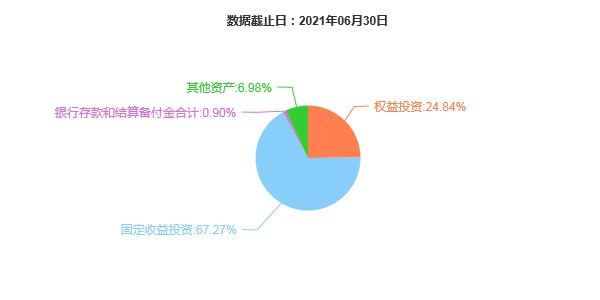 数据截止日：2021年06月30日
其他资产:6.98%
权益投资:24.84%
银行存款和结算备付金合计:0.90%
固定收益投资:67.27%